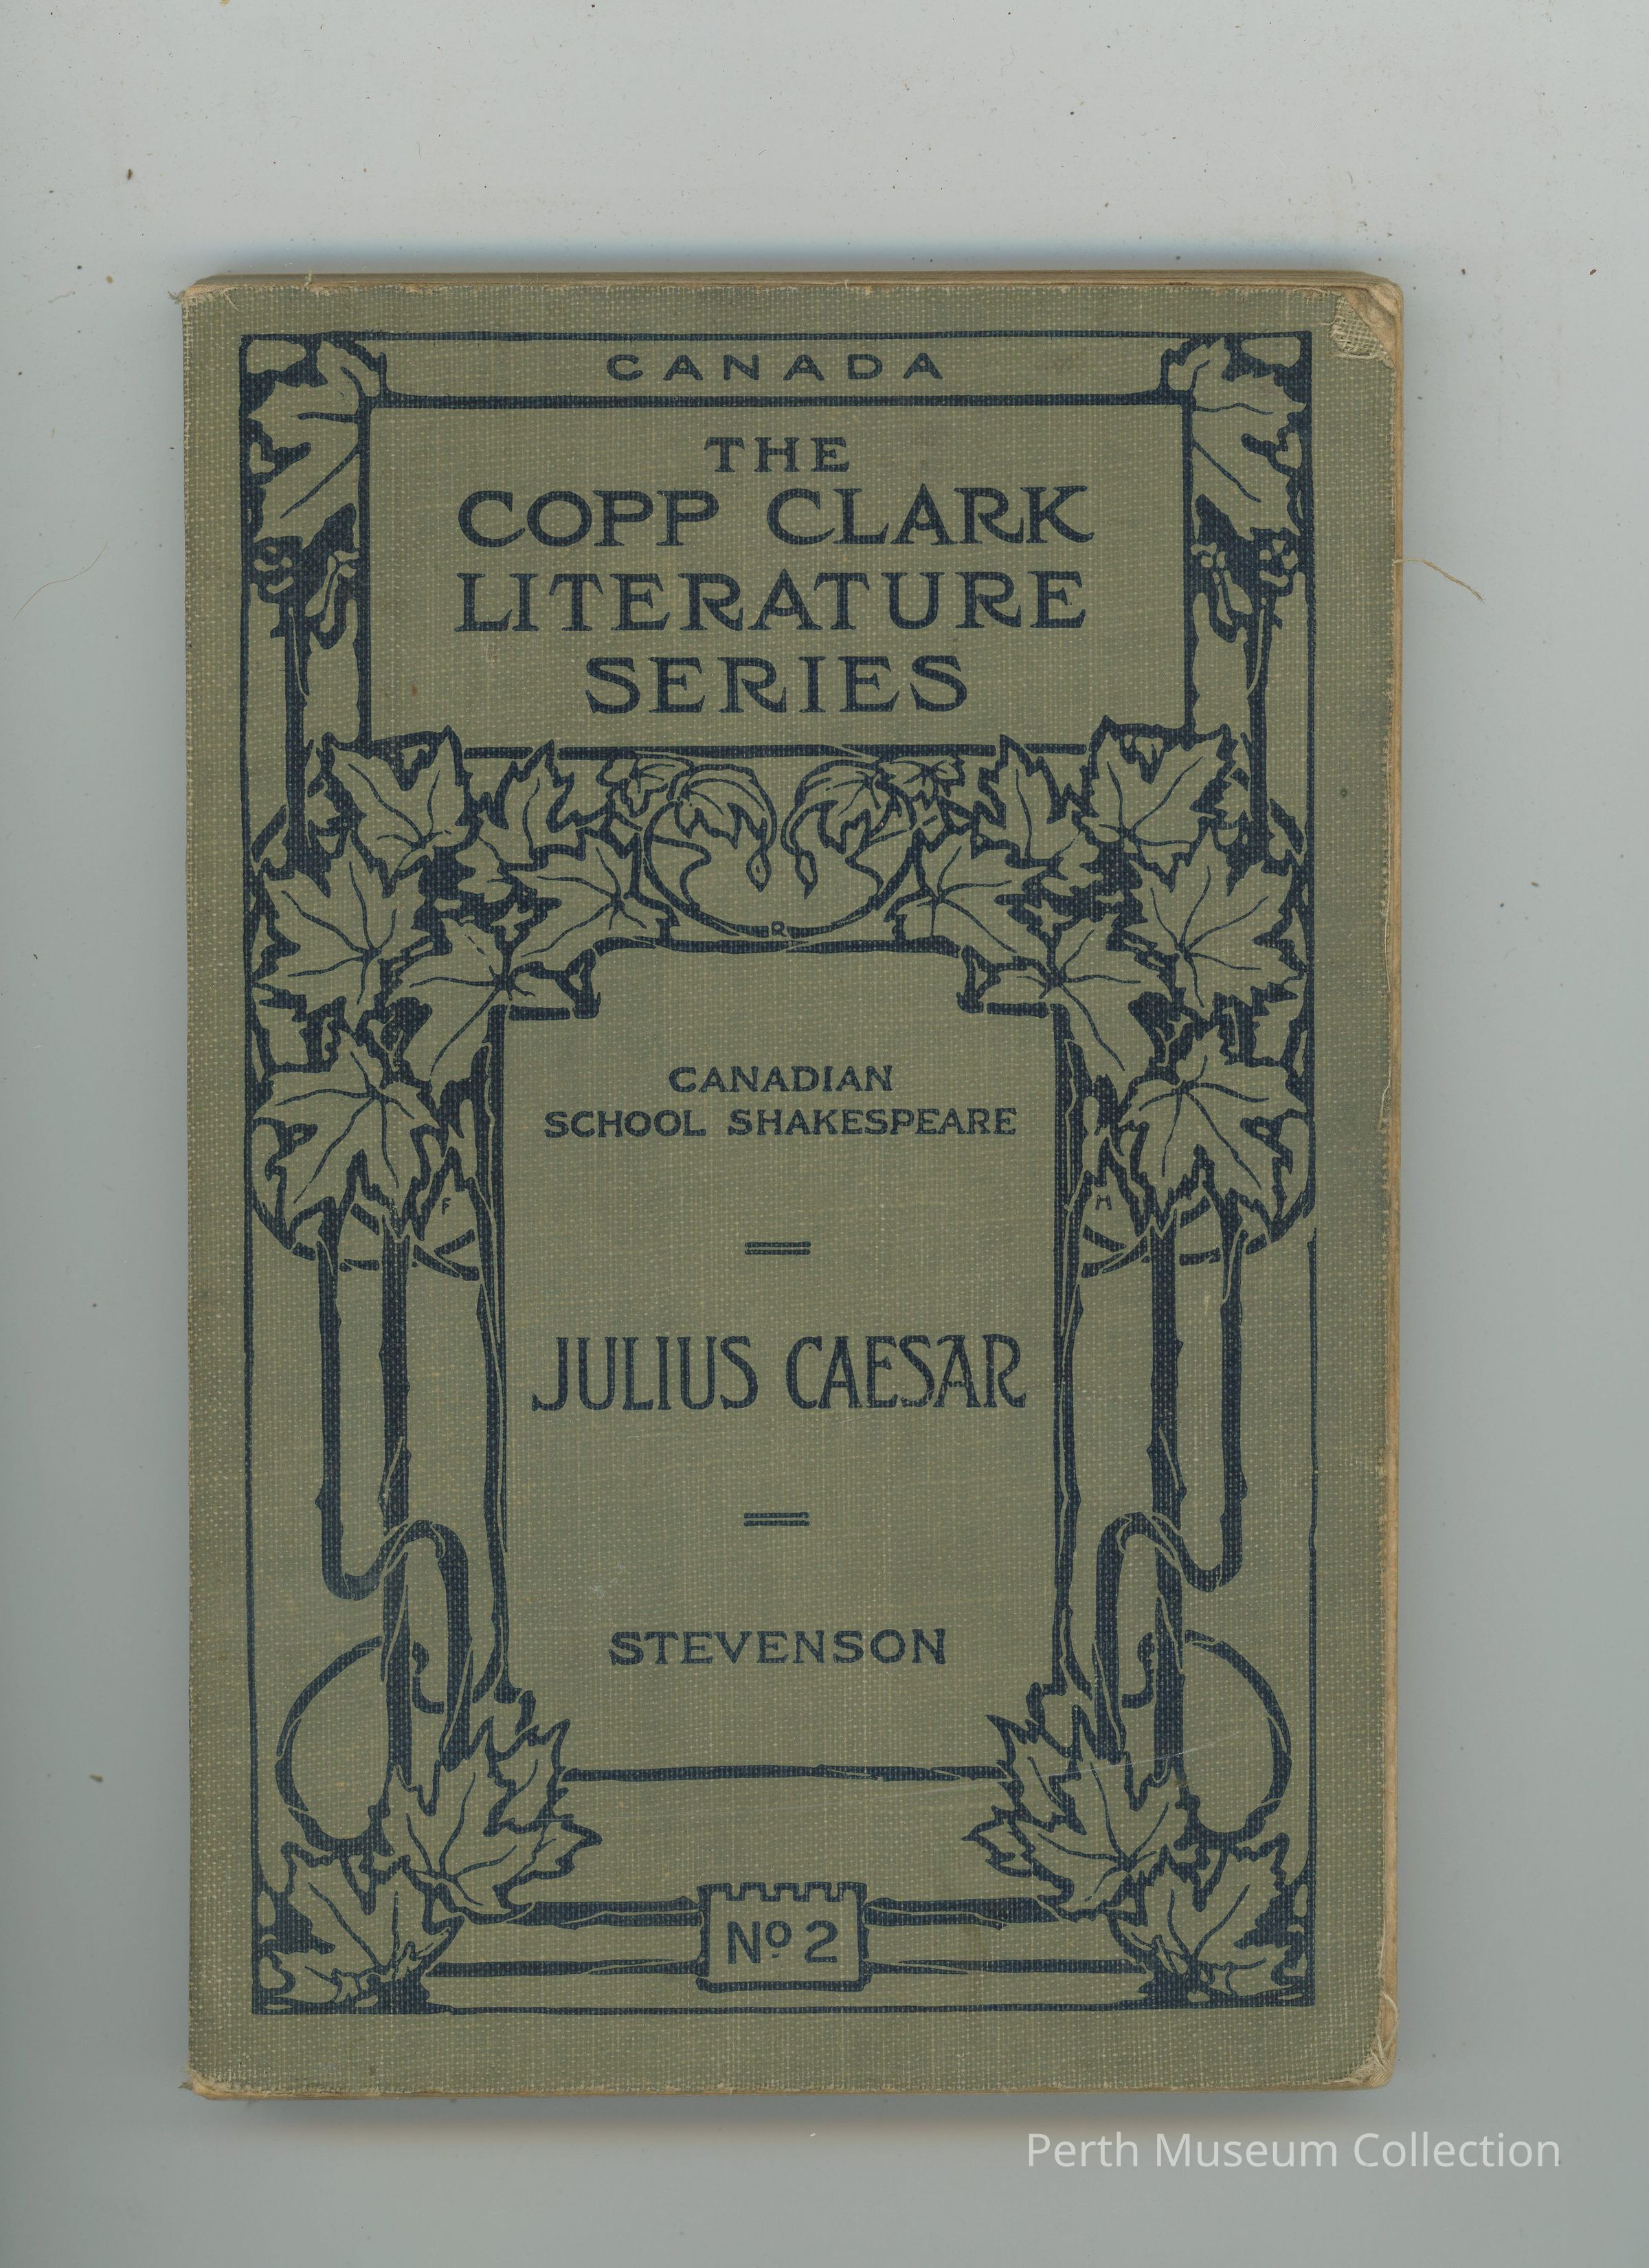 CANADA
THE
COPP CLARK
LITERATURE
SERIES
R
CANADIAN
SCHOOL SHAKESPEARE
F
H
JULIUS CAESAR
STEVENSON
No 2
Perth Museum Collection